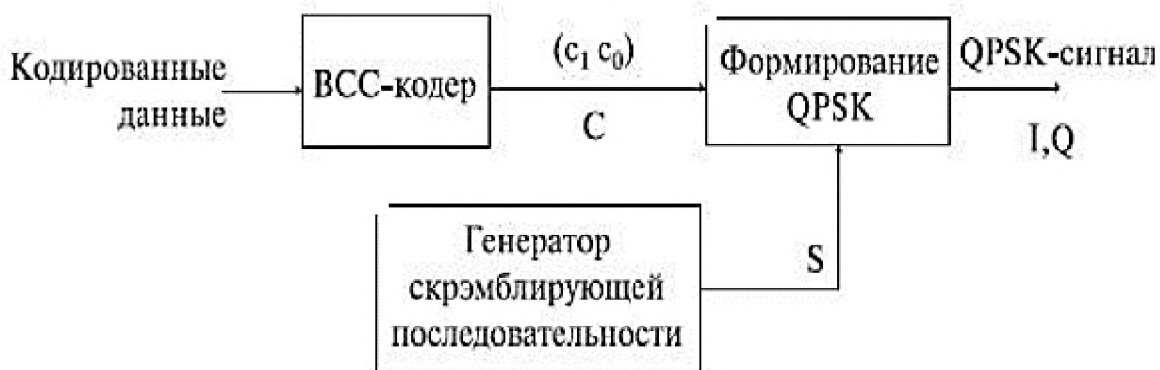 Кодированные
данные
ВСС-кодер
(c₁ c₀)
C
Формирование
QPSK
QPSK-сигнал
I,Q
Генератор
скрэмблирующей
последовательности
S